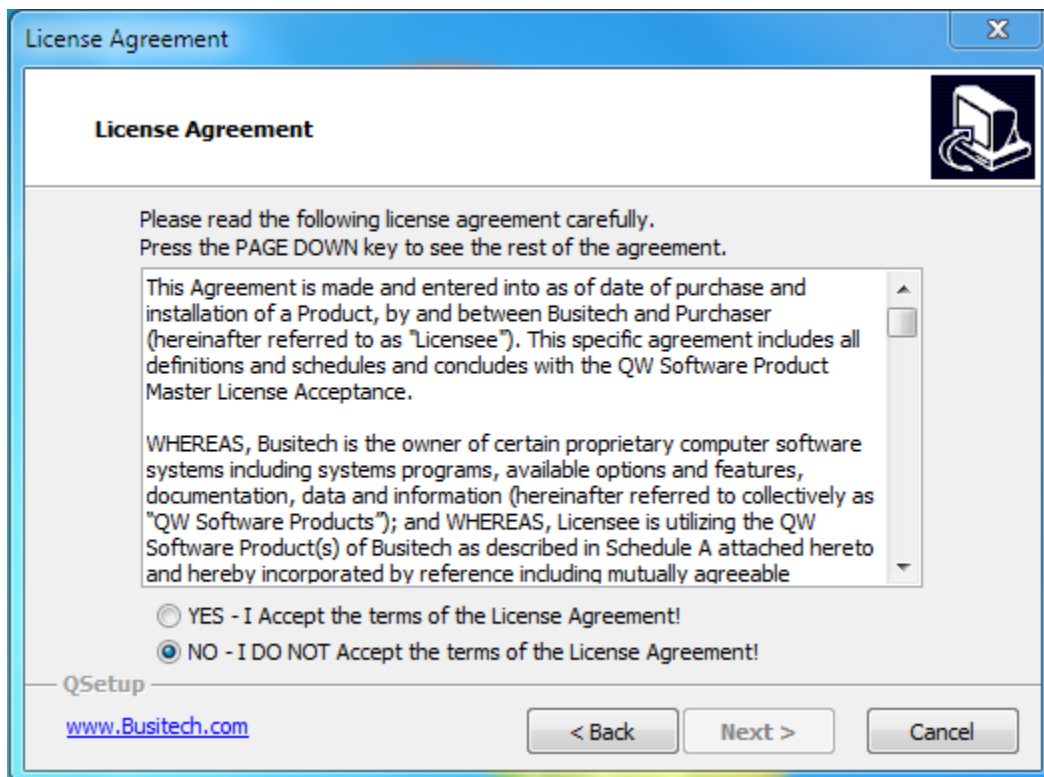 License Agreement
License Agreement
Please read the following license agreement carefully.
Press the PAGE DOWN key to see the rest of the agreement.
This Agreement is made and entered into as of date of purchase and
installation of a Product, by and between Busitech and Purchaser
(hereinafter referred to as "Licensee"). This specific agreement includes all
definitions and schedules and concludes with the QW Software Product
Master License Acceptance.
WHEREAS, Busitech is the owner of certain proprietary computer software
systems including systems programs, available options and features,
documentation, data and information (hereinafter referred to collectively as
“QW Software Products”); and WHEREAS, Licensee is utilizing the QW
Software Product(s) of Busitech as described in Schedule A attached hereto
and hereby incorporated by reference including mutually agreeable
YES - I Accept the terms of the License Agreement!
NO - I DO NOT Accept the terms of the License Agreement!
QSetup
www.Busitech.com
< Back
Next >
Cancel